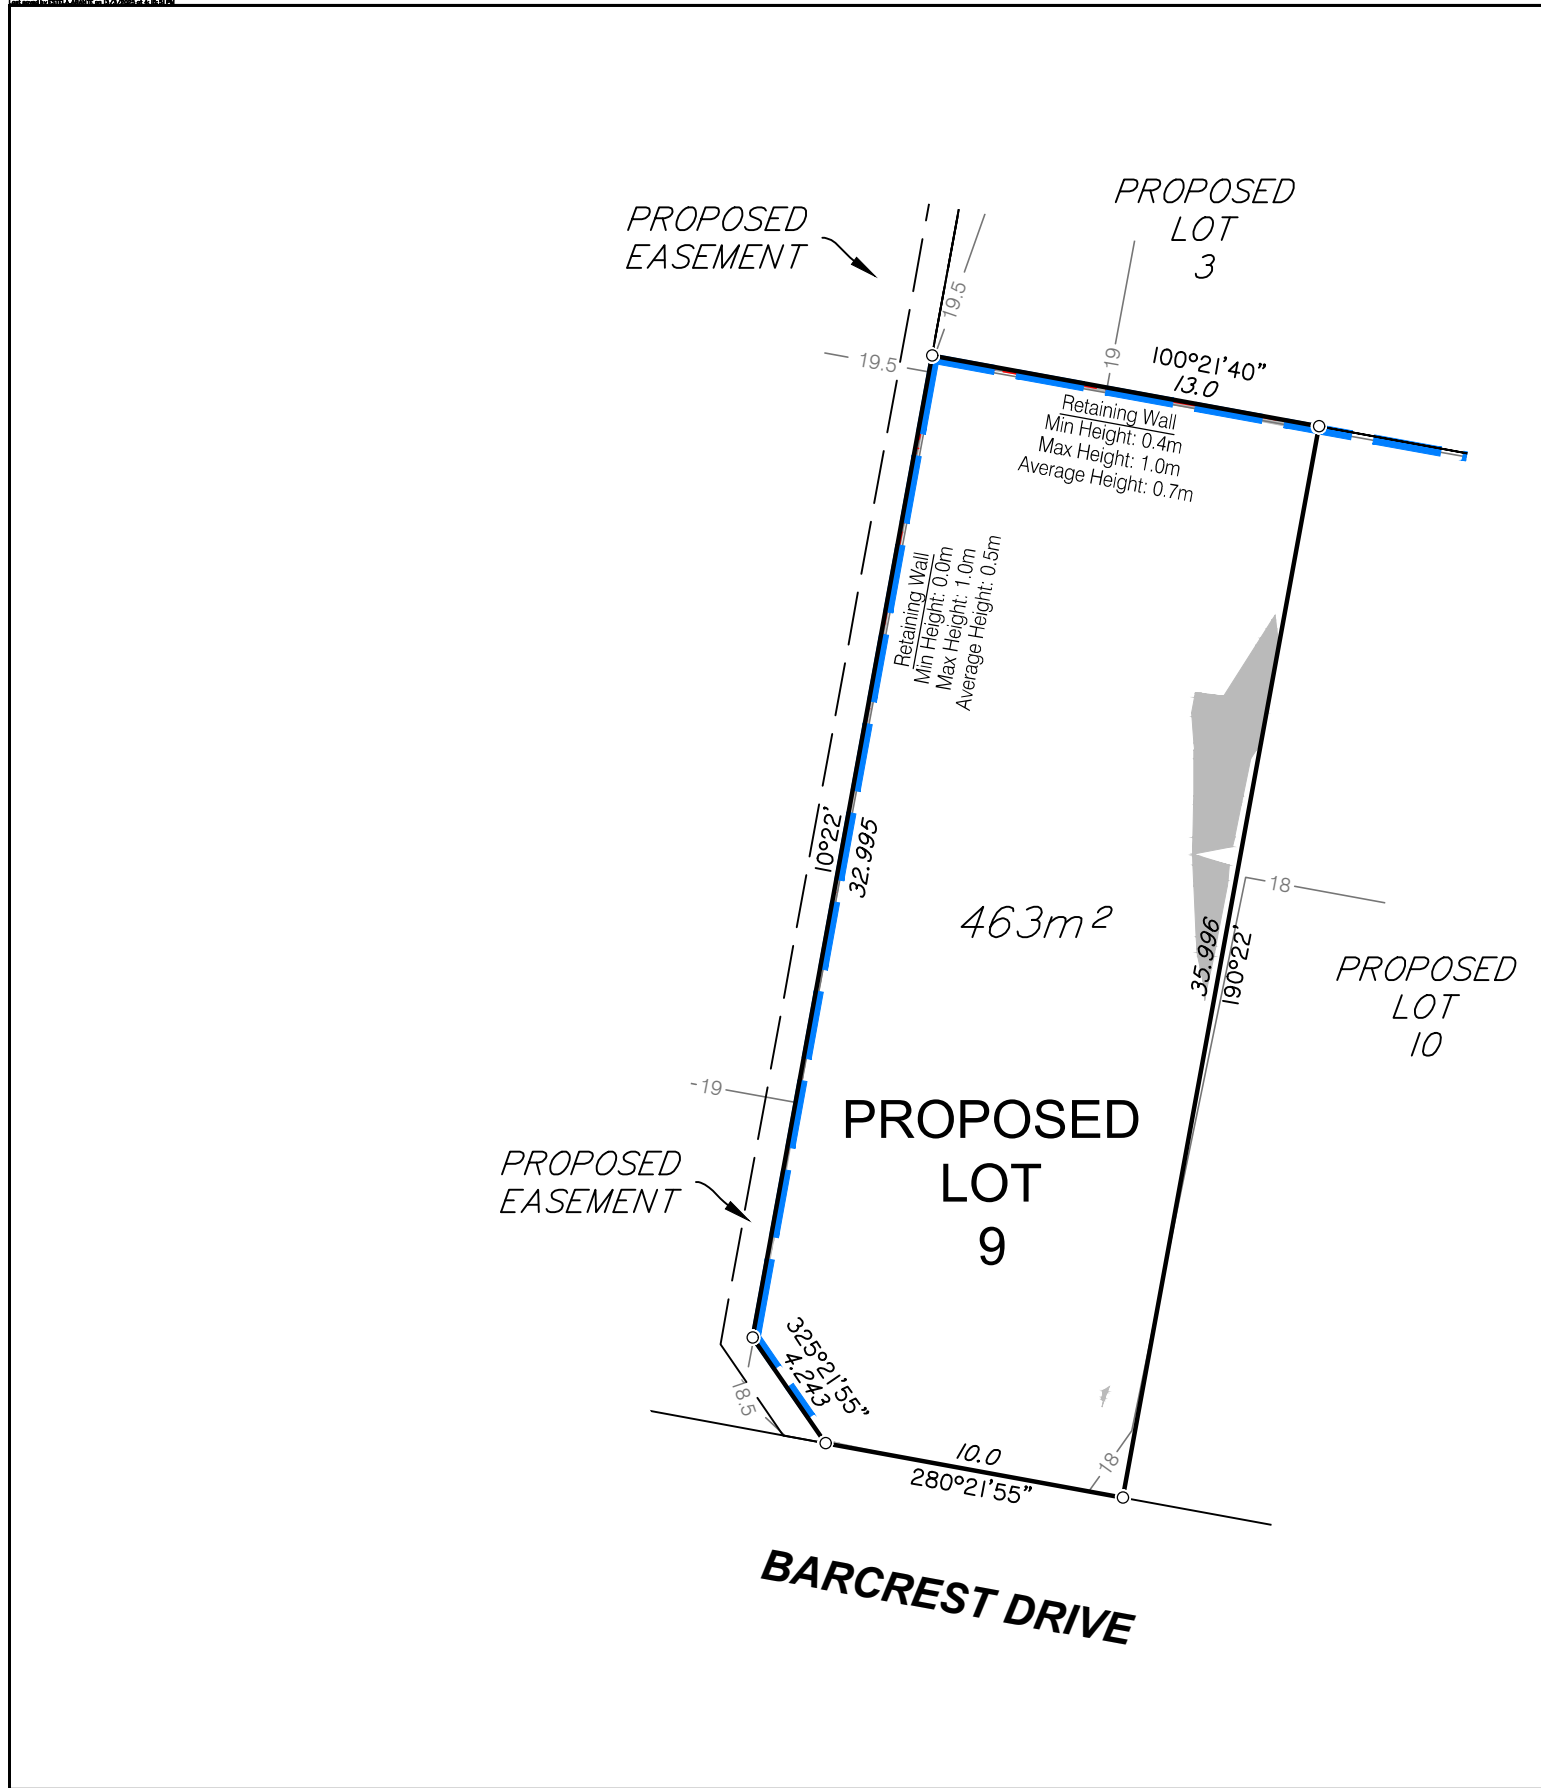 PROPOSED
LOT
3
PROPOSED
EASEMENT
19.5
19.5
19
100°21'40"
13.0
Retaining Wall
Min Height: 0.4m
Max Height: 1.0m
Average Height: 0.7m
Retaining Wall
Min Height: 0.0m
Max Height: 1.0m
Average Height: 0.5m
10°22'
32.995
463m²
18
35.996
190°22'
PROPOSED
LOT
10
19
PROPOSED
LOT
9
PROPOSED
EASEMENT
325°21'55"
4.243
18.5
10.0
280°21'55"
18
BARCREST DRIVE